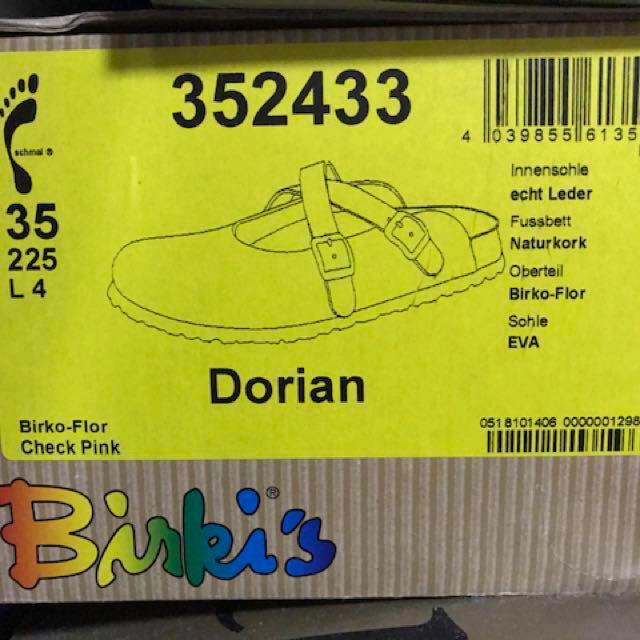 352433
4 039855 6135
schmal ®
35
225
L 4
Innensohle
echt Leder
Fussbett
Naturkork
Oberteil
Birko-Flor
Sohle
EVA
Dorian
Birko-Flor
Check Pink
0518101406 0000001298
Birki's®